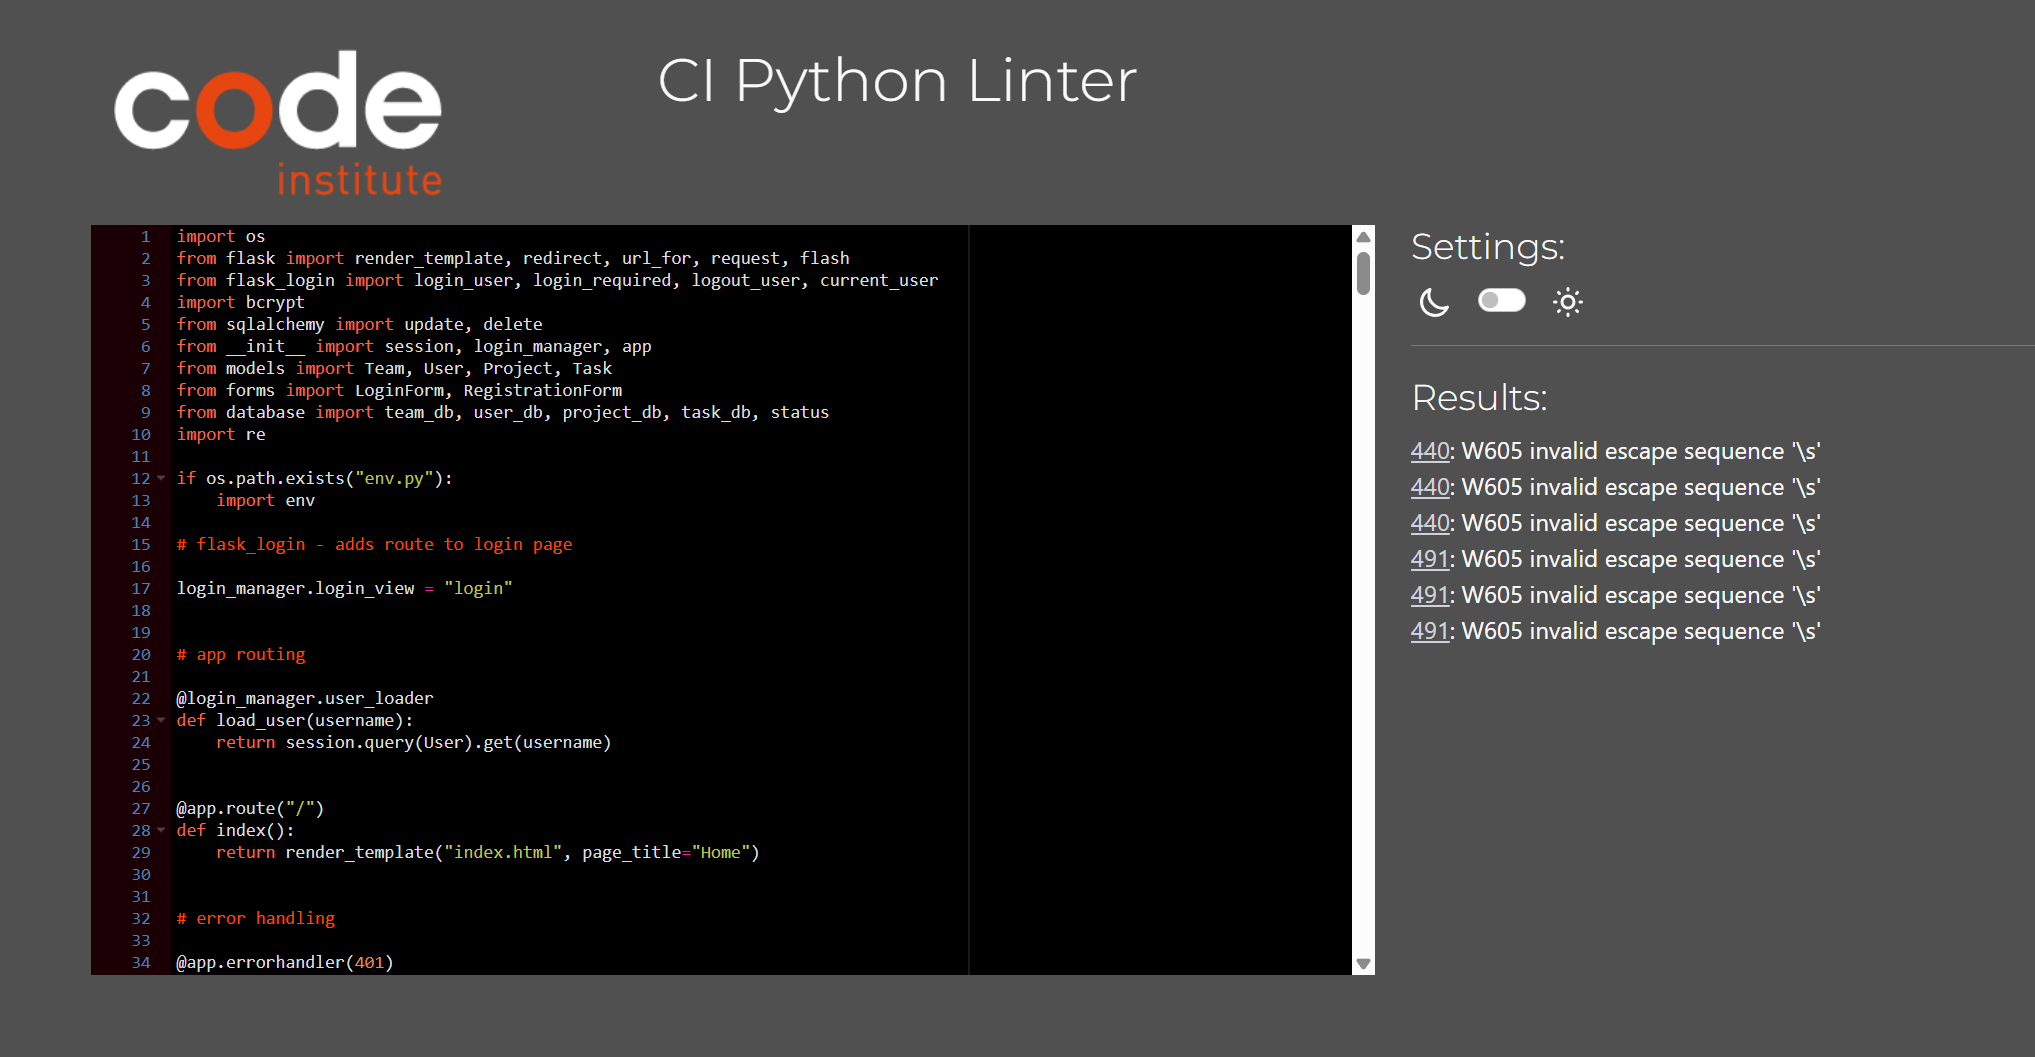 code
institute
CI Python Linter
1 import os
2 from flask import render_template, redirect, url_for, request, flash
3 from flask_login import login_user, login_required, logout_user, current_user
4 import bcrypt
5 from sqlalchemy import update, delete
6 from __init__ import session, login_manager, app
7 from models import Team, User, Project, Task
8 from forms import LoginForm, RegistrationForm
9 from database import team_db, user_db, project_db, task_db, status
10 import re
11
12 if os.path.exists("env.py"):
13     import env
14
15 # flask_login - adds route to login page
16
17 login_manager.login_view = "login"
18
19
20 # app routing
21
22 @login_manager.user_loader
23 def load_user(username):
24     return session.query(User).get(username)
25
26
27 @app.route("/")
28 def index():
29     return render_template("index.html", page_title="Home")
30
31
32 # error handling
33
34 @app.errorhandler(401)
Settings:
Results:
440: W605 invalid escape sequence '\s'
440: W605 invalid escape sequence '\s'
440: W605 invalid escape sequence '\s'
491: W605 invalid escape sequence '\s'
491: W605 invalid escape sequence '\s'
491: W605 invalid escape sequence '\s'